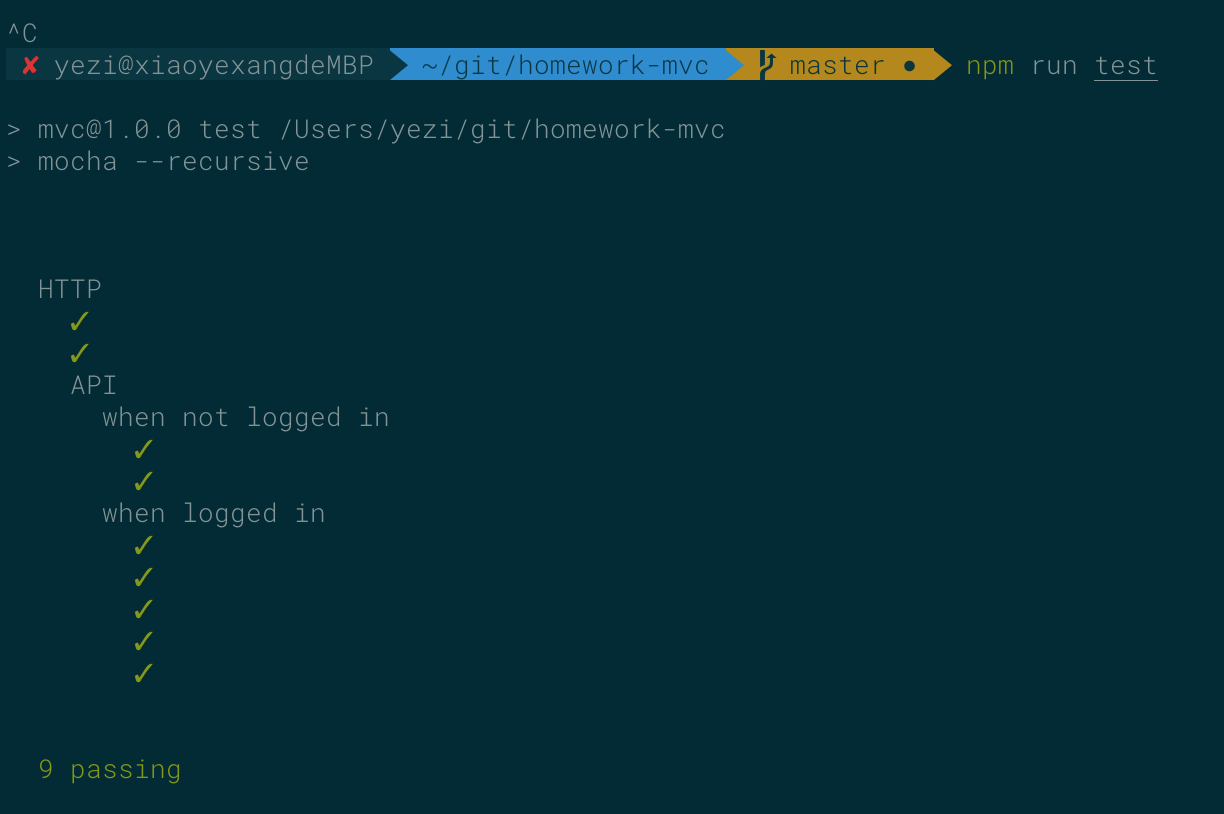 ^C
✘ yezi@xiaoyexangdeMBP ~/git/homework-mvc master ● npm run test
> mvc@1.0.0 test /Users/yezi/git/homework-mvc
> mocha --recursive
HTTP
✓
✓
API
when not logged in
✓
✓
when logged in
✓
✓
✓
✓
✓
9 passing